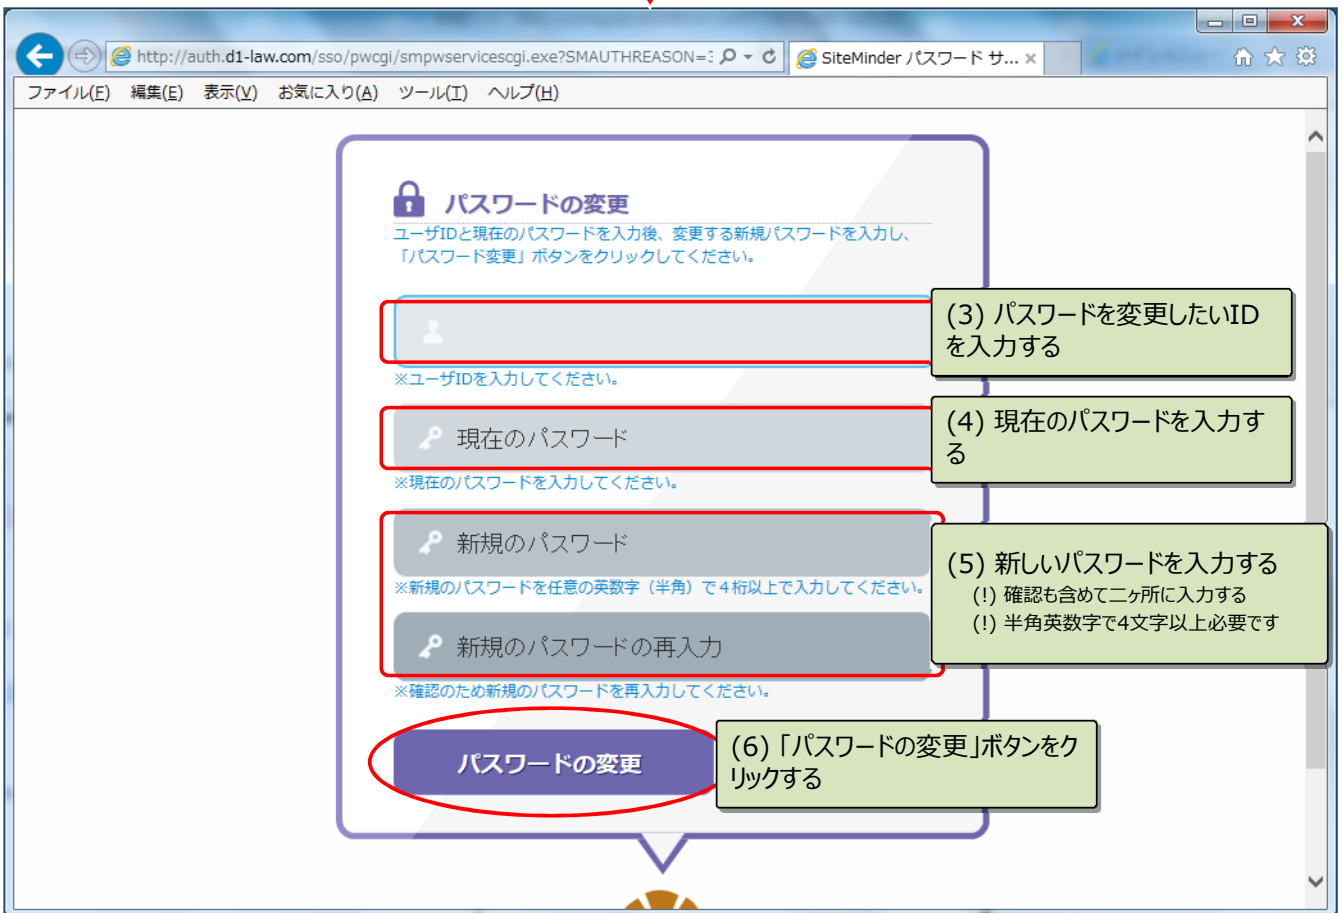 http://auth.d1-law.com/sso/pwcgi/smpwservicescgi.exe?SMAUTHREASON=
SiteMinder パスワード サ... ×
ファイル(F) 編集(E) 表示(V) お気に入り(A) ツール(T) ヘルプ(H)
パスワードの変更
ユーザIDと現在のパスワードを入力後、変更する新規パスワードを入力し、
「パスワード変更」ボタンをクリックしてください。
(3) パスワードを変更したいID
を入力する
※ユーザIDを入力してください。
現在のパスワード
(4) 現在のパスワードを入力す
る
※現在のパスワードを入力してください。
新規のパスワード
※新規のパスワードを任意の英数字（半角）で４桁以上で入力してください。
(5) 新しいパスワードを入力する
(!) 確認も含めて二ヶ所に入力する
(!) 半角英数字で4文字以上必要です
新規のパスワードの再入力
※確認のため新規のパスワードを再入力してください。
パスワードの変更
(6)「パスワードの変更」ボタンをク
リックする